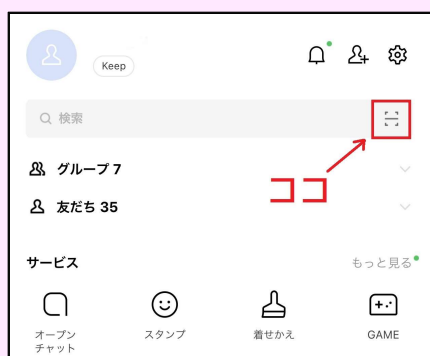 Keep
検索
グループ 7
友だち 35
ココ
サービス
もっと見る
オープン
チャット
スタンプ
着せかえ
GAME